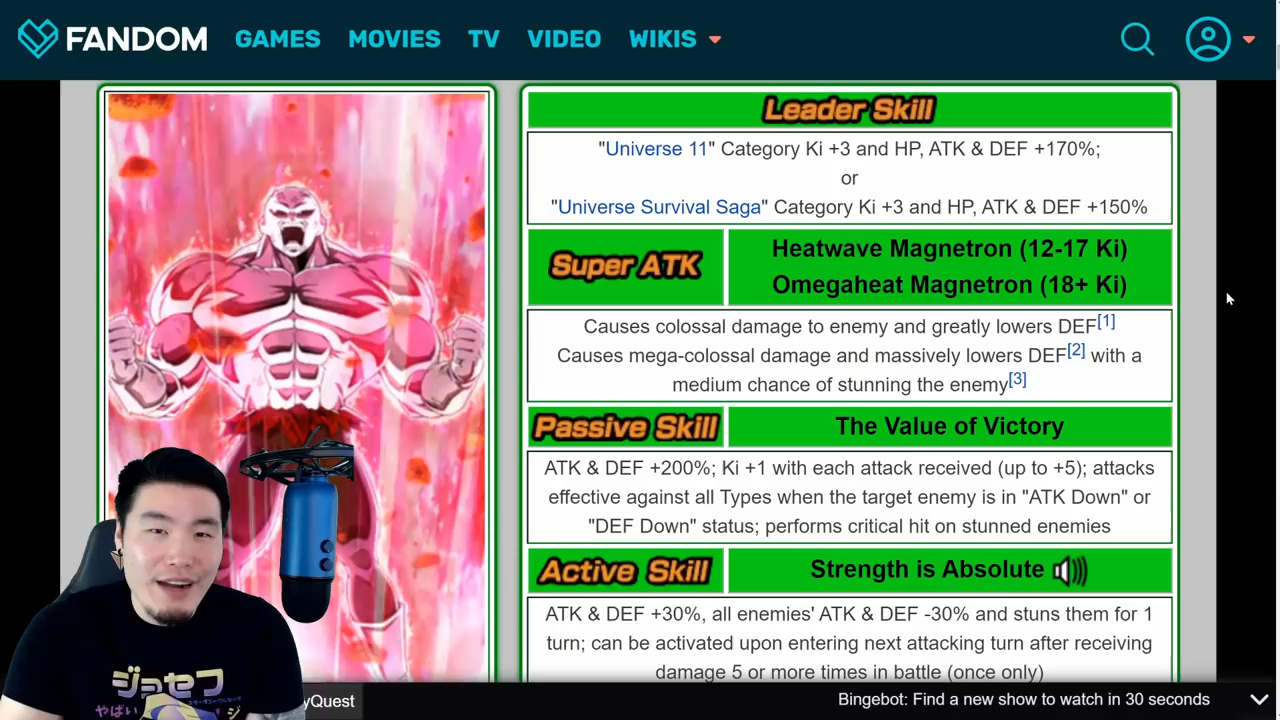 FANDOM GAMES MOVIES TV VIDEO WIKIS
Leader Skill
"Universe 11" Category Ki +3 and HP, ATK & DEF +170%;
or
"Universe Survival Saga" Category Ki +3 and HP, ATK & DEF +150%
Super ATK
Heatwave Magnetron (12-17 Ki)
Omegaheat Magnetron (18+ Ki)
Causes colossal damage to enemy and greatly lowers DEF[1]
Causes mega-colossal damage and massively lowers DEF[2] with a
medium chance of stunning the enemy[3]
Passive Skill
The Value of Victory
ATK & DEF +200%; Ki +1 with each attack received (up to +5); attacks
effective against all Types when the target enemy is in "ATK Down" or
"DEF Down" status; performs critical hit on stunned enemies
Active Skill
Strength is Absolute
ATK & DEF +30%, all enemies' ATK & DEF -30% and stuns them for 1
turn; can be activated upon entering next attacking turn after receiving
damage 5 or more times in battle (once only)
ジョセフ
やばい
yQuest
Bingebot: Find a new show to watch in 30 seconds